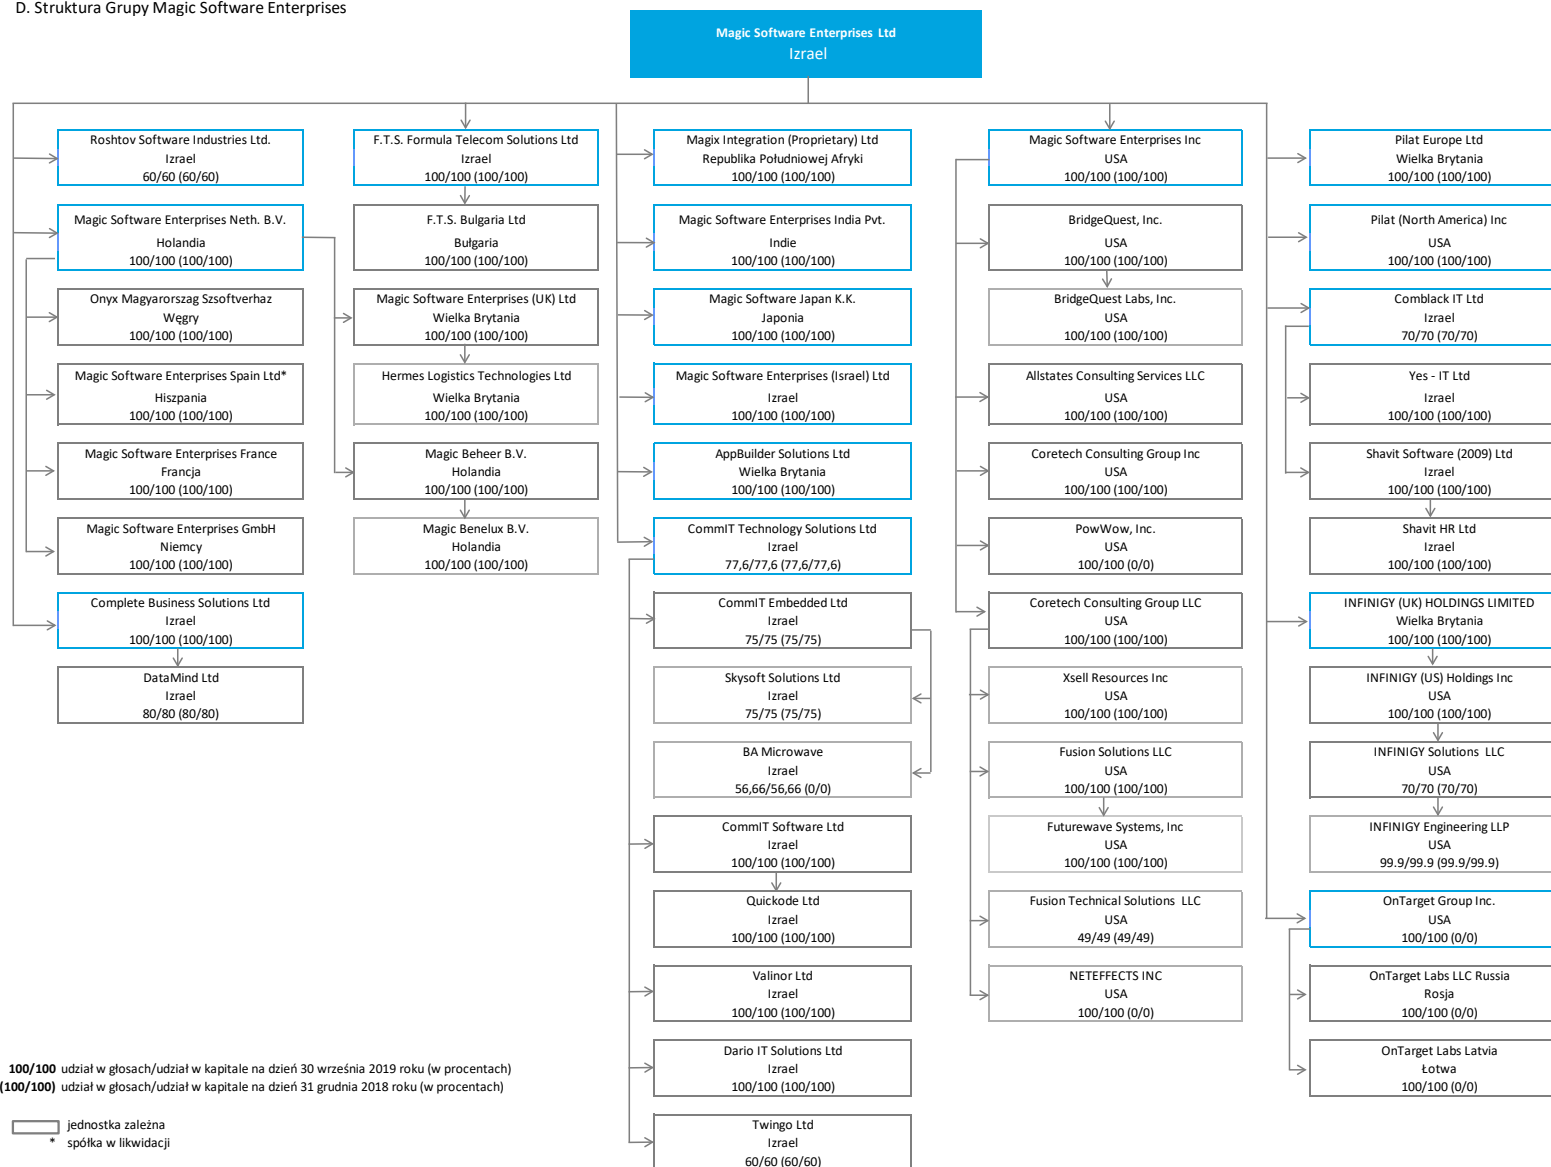 D. Struktura Grupy Magic Software Enterprises
Magic Software Enterprises Ltd
Izrael
Roshtov Software Industries Ltd.
Izrael
60/60 (60/60)
Magic Software Enterprises Neth. B.V.
Holandia
100/100 (100/100)
Onyx Magyarorszag Szsoftverhaz
Węgry
100/100 (100/100)
Magic Software Enterprises Spain Ltd*
Hiszpania
100/100 (100/100)
Magic Software Enterprises France
Francja
100/100 (100/100)
Magic Software Enterprises GmbH
Niemcy
100/100 (100/100)
Complete Business Solutions Ltd
Izrael
100/100 (100/100)
DataMind Ltd
Izrael
80/80 (80/80)
F.T.S. Formula Telecom Solutions Ltd
Izrael
100/100 (100/100)
F.T.S. Bulgaria Ltd
Bułgaria
100/100 (100/100)
Magic Software Enterprises (UK) Ltd
Wielka Brytania
100/100 (100/100)
Hermes Logistics Technologies Ltd
Wielka Brytania
100/100 (100/100)
Magic Beheer B.V.
Holandia
100/100 (100/100)
Magic Benelux B.V.
Holandia
100/100 (100/100)
Magix Integration (Proprietary) Ltd
Republika Południowej Afryki
100/100 (100/100)
Magic Software Enterprises India Pvt.
Indie
100/100 (100/100)
Magic Software Japan K.K.
Japonia
100/100 (100/100)
Magic Software Enterprises (Israel) Ltd
Izrael
100/100 (100/100)
AppBuilder Solutions Ltd
Wielka Brytania
100/100 (100/100)
CommIT Technology Solutions Ltd
Izrael
77,6/77,6 (77,6/77,6)
CommIT Embedded Ltd
Izrael
75/75 (75/75)
Skysoft Solutions Ltd
Izrael
75/75 (75/75)
BA Microwave
Izrael
56,66/56,66 (0/0)
CommIT Software Ltd
Izrael
100/100 (100/100)
Quickode Ltd
Izrael
100/100 (100/100)
Valinor Ltd
Izrael
100/100 (100/100)
Dario IT Solutions Ltd
Izrael
100/100 (100/100)
Twingo Ltd
Izrael
60/60 (60/60)
Magic Software Enterprises Inc
USA
100/100 (100/100)
BridgeQuest, Inc.
USA
100/100 (100/100)
BridgeQuest Labs, Inc.
USA
100/100 (100/100)
Allstates Consulting Services LLC
USA
100/100 (100/100)
Coretech Consulting Group Inc
USA
100/100 (100/100)
PowWow, Inc.
USA
100/100 (0/0)
Coretech Consulting Group LLC
USA
100/100 (100/100)
Xsell Resources Inc
USA
100/100 (100/100)
Fusion Solutions LLC
USA
100/100 (100/100)
Futurewave Systems, Inc
USA
100/100 (100/100)
Fusion Technical Solutions LLC
USA
49/49 (49/49)
NETEFFECTS INC
USA
100/100 (0/0)
Pilat Europe Ltd
Wielka Brytania
100/100 (100/100)
Pilat (North America) Inc
USA
100/100 (100/100)
Comblack IT Ltd
Izrael
70/70 (70/70)
Yes - IT Ltd
Izrael
100/100 (100/100)
Shavit Software (2009) Ltd
Izrael
100/100 (100/100)
Shavit HR Ltd
Izrael
100/100 (100/100)
INFINIGY (UK) HOLDINGS LIMITED
Wielka Brytania
100/100 (100/100)
INFINIGY (US) Holdings Inc
USA
100/100 (100/100)
INFINIGY Solutions LLC
USA
70/70 (70/70)
INFINIGY Engineering LLP
USA
99.9/99.9 (99.9/99.9)
OnTarget Group Inc.
USA
100/100 (0/0)
OnTarget Labs LLC Russia
Rosja
100/100 (0/0)
OnTarget Labs Latvia
Łotwa
100/100 (0/0)
100/100 udział w głosach/udział w kapitale na dzień 30 września 2019 roku (w procentach)
(100/100) udział w głosach/udział w kapitale na dzień 31 grudnia 2018 roku (w procentach)
jednostka zależna
* spółka w likwidacji